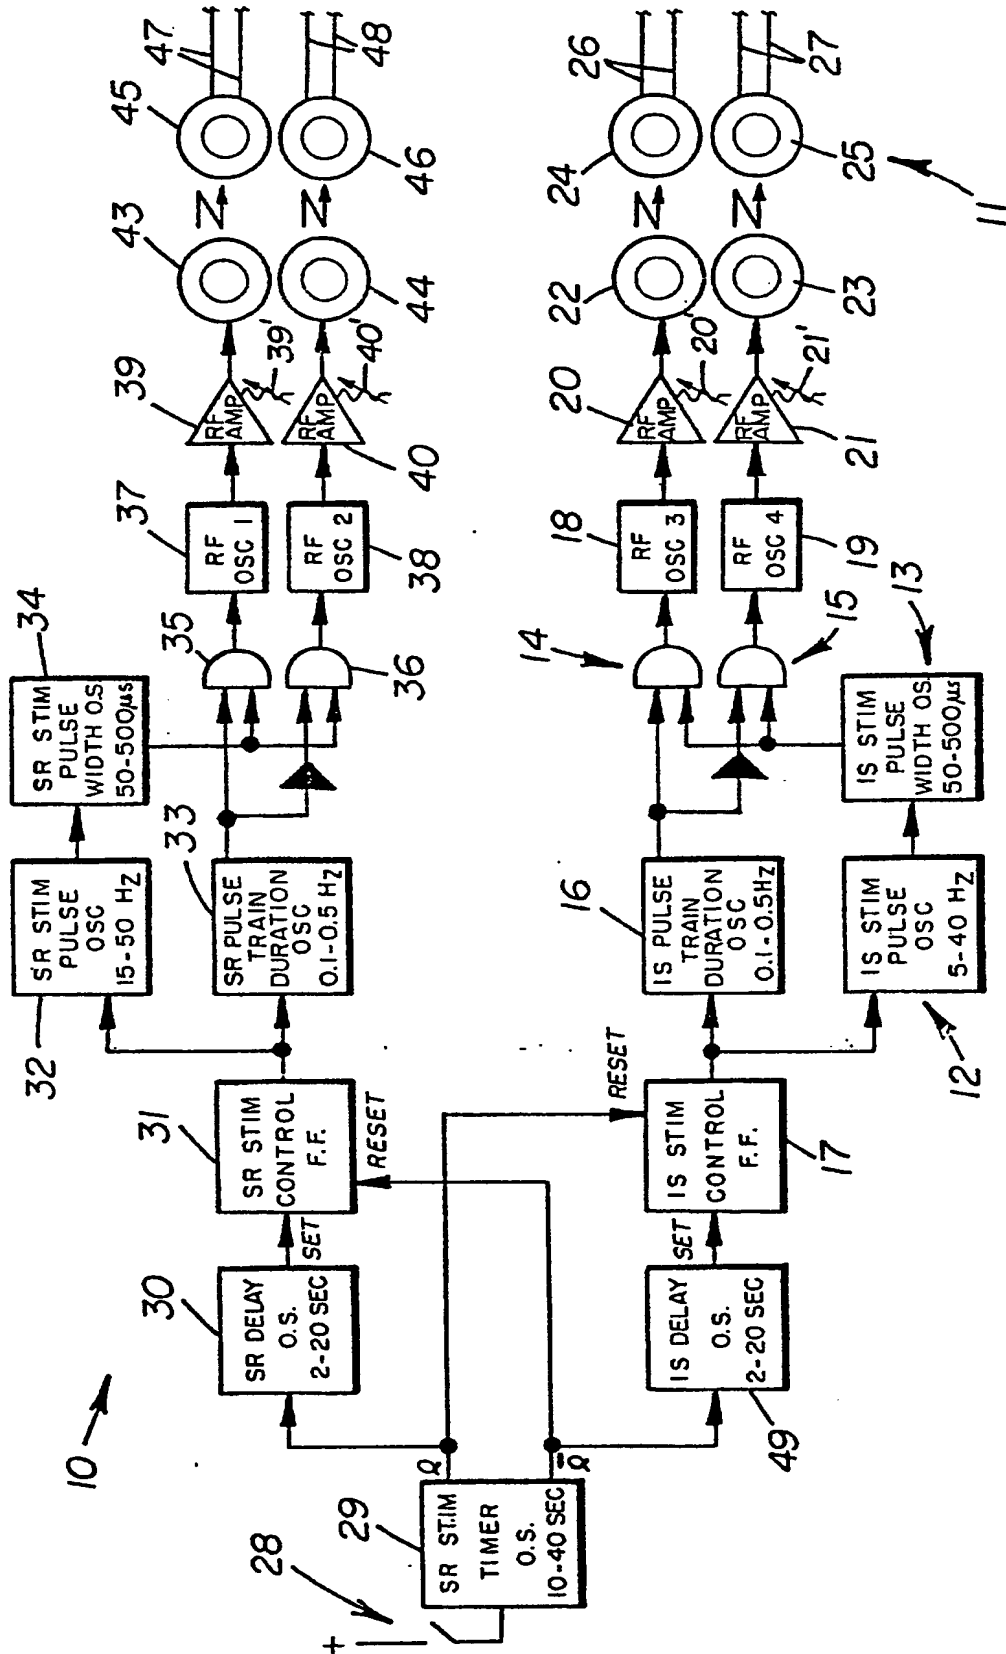 10
+
28
29
SR STIM
TIMER
O.S.
10-40 SEC
Q
Q̅
30
SR DELAY
O.S.
2-20 SEC
SET
31
SR STIM
CONTROL
F.F.
RESET
32
SR STIM
PULSE
OSC
15-50 HZ
34
SR STIM
PULSE
WIDTH O.S.
50-500µs
33
SR PULSE
TRAIN
DURATION
OSC
0.1-0.5 HZ
35
36
37
RF
OSC 1
38
RF
OSC 2
39
RF
AMP
39'
40
RF
AMP
40'
43
44
45
46
47
48
49
IS DELAY
O.S.
2-20 SEC
SET
RESET
17
IS STIM
CONTROL
F.F.
16
IS PULSE
TRAIN
DURATION
OSC
0.1-0.5HZ
12
IS STIM
PULSE
OSC
5-40 HZ
13
IS STIM
PULSE
WIDTH O.S.
50-500µs
14
15
18
RF
OSC 3
19
RF
OSC 4
20
RF
AMP
20'
21
RF
AMP
21'
22
23
24
25
26
27
11